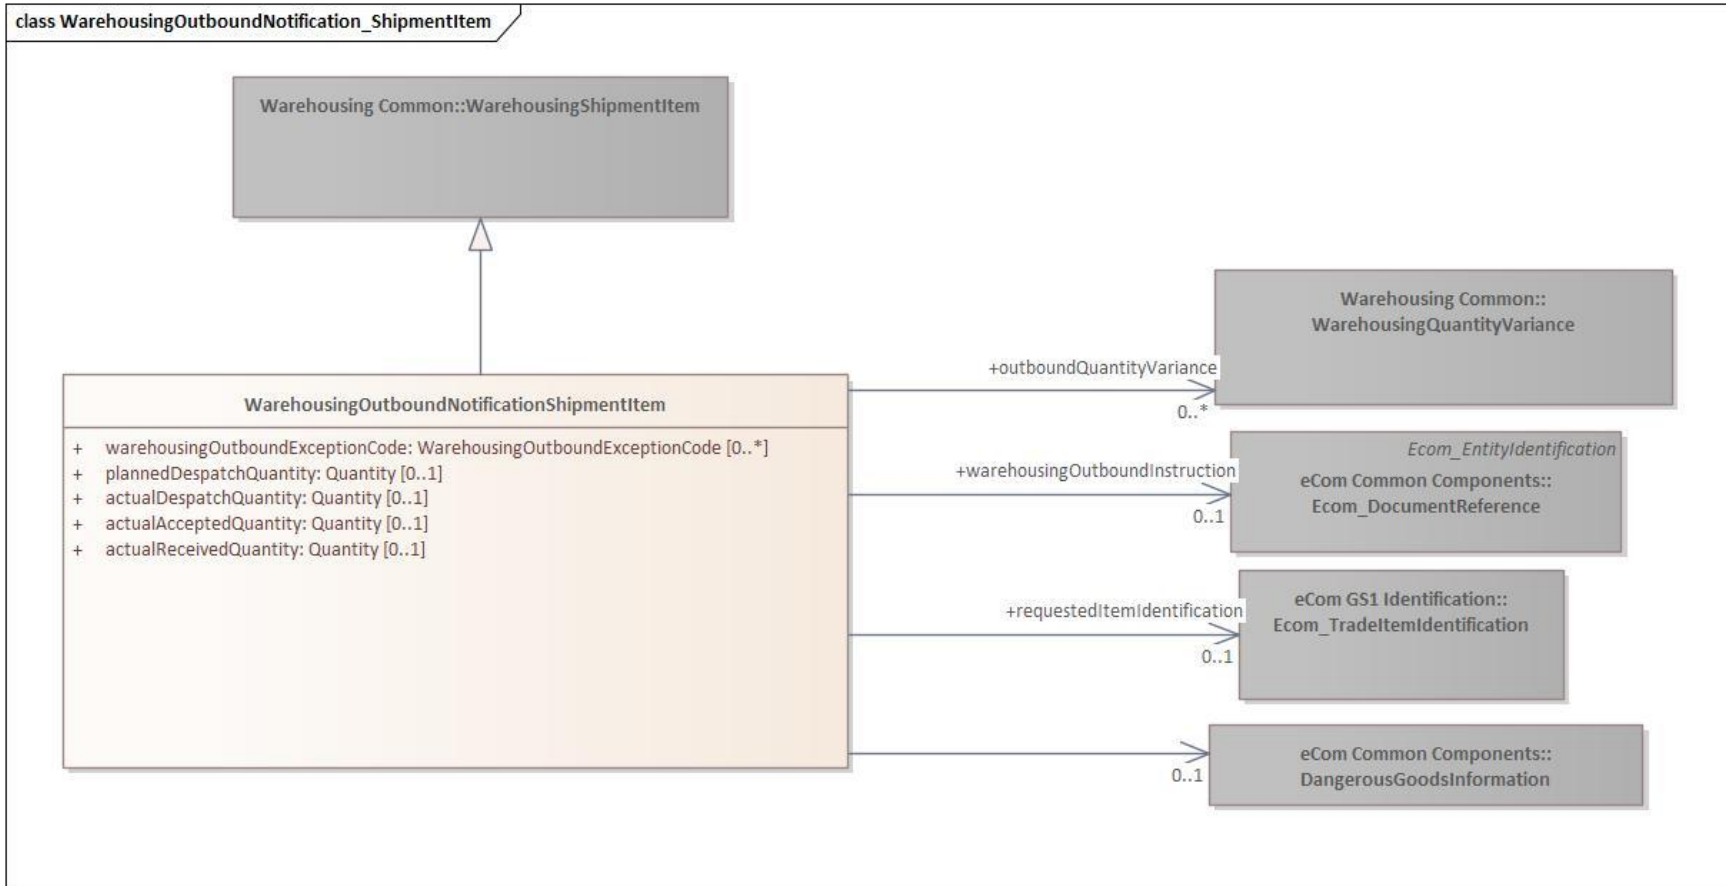 class WarehousingOutboundNotification_ShipmentItem
Warehousing Common::WarehousingShipmentItem
Warehousing Common::
WarehousingQuantityVariance
+outboundQuantityVariance
0..*
WarehousingOutboundNotificationShipmentItem
+ warehousingOutboundExceptionCode: WarehousingOutboundExceptionCode [0..*]
+ plannedDespatchQuantity: Quantity [0..1]
+ actualDespatchQuantity: Quantity [0..1]
+ actualAcceptedQuantity: Quantity [0..1]
+ actualReceivedQuantity: Quantity [0..1]
Ecom_EntityIdentification
+warehousingOutboundInstruction
eCom Common Components::
Ecom_DocumentReference
0..1
eCom GS1 Identification::
+requestedItemIdentification
Ecom_TradeItemIdentification
0..1
eCom Common Components::
DangerousGoodsInformation
0..1